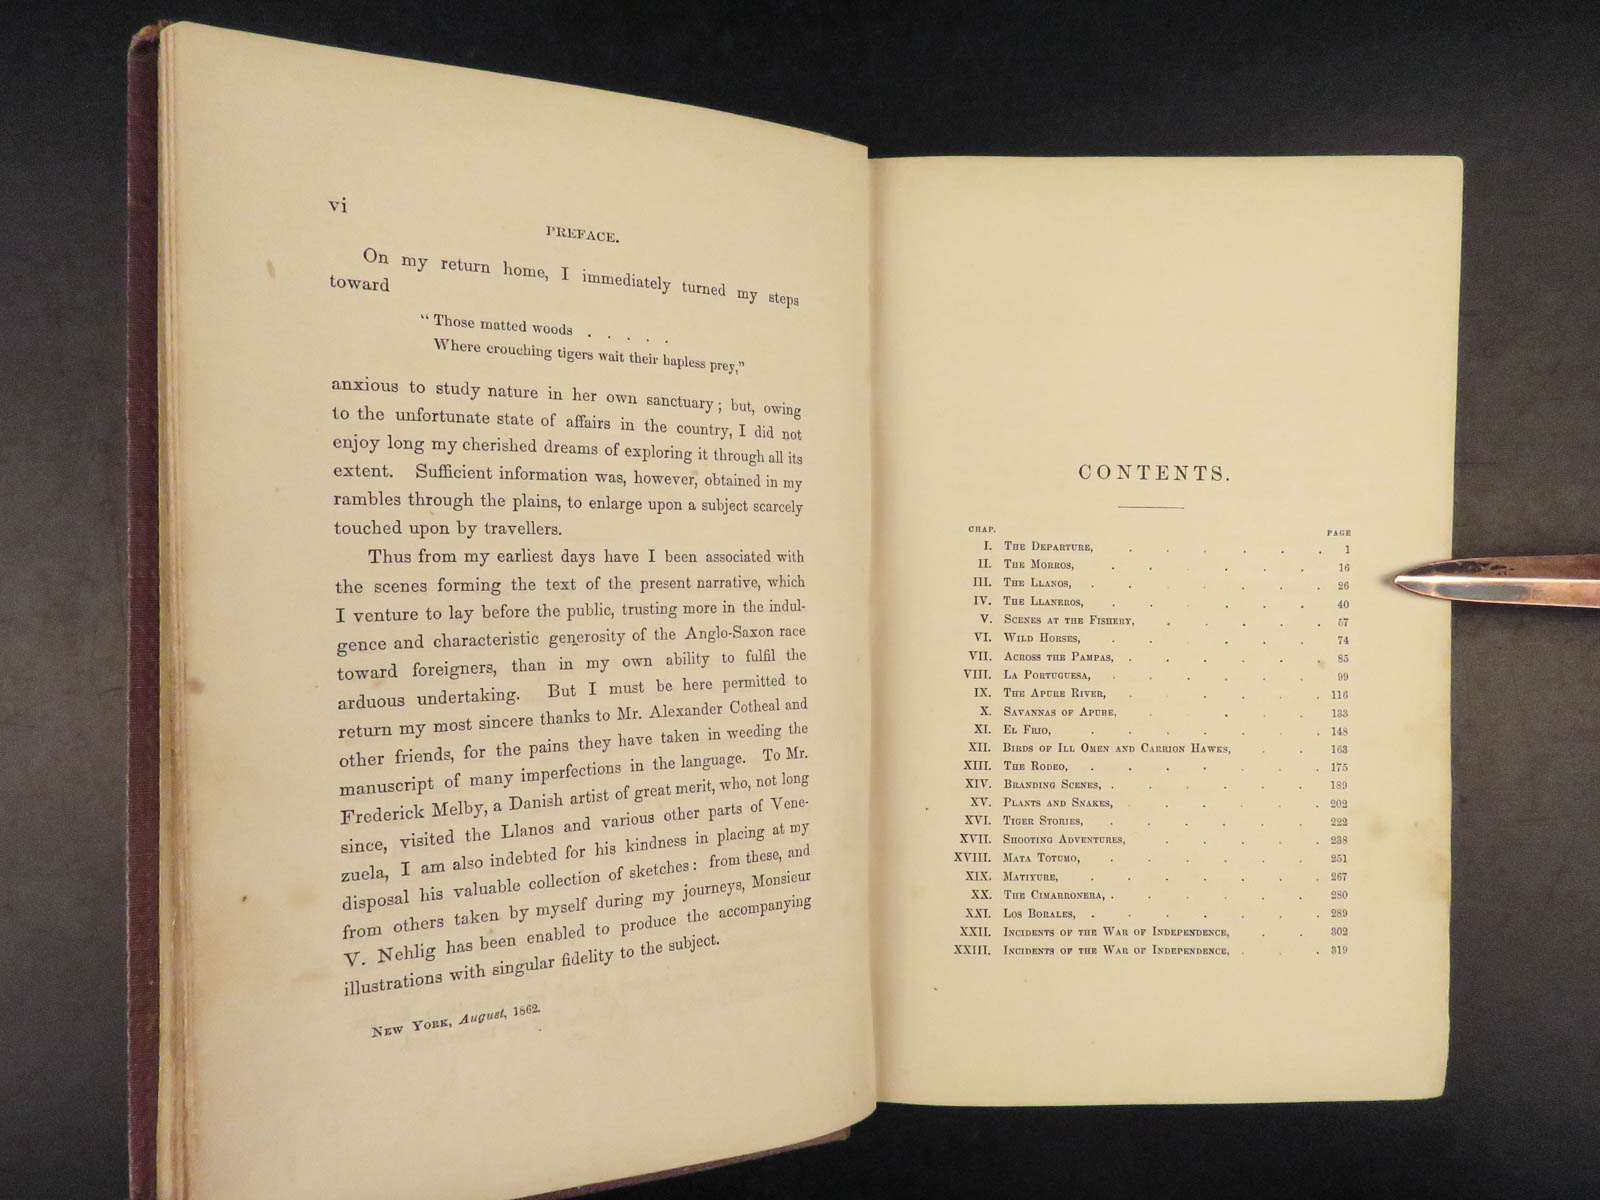 vi
PREFACE.
On my return home, I immediately turned my steps
toward
"Those matted woods . . . . .
Where crouching tigers wait their hapless prey,"
anxious to study nature in her own sanctuary; but, owing
to the unfortunate state of affairs in the country, I did not
enjoy long my cherished dreams of exploring it through all its
extent. Sufficient information was, however, obtained in my
rambles through the plains, to enlarge upon a subject scarcely
touched upon by travellers.
Thus from my earliest days have I been associated with
the scenes forming the text of the present narrative, which
I venture to lay before the public, trusting more in the indul-
gence and characteristic generosity of the Anglo-Saxon race
toward foreigners, than in my own ability to fulfil the
arduous undertaking. But I must be here permitted to
return my most sincere thanks to Mr. Alexander Cotheal and
other friends, for the pains they have taken in weeding the
manuscript of many imperfections in the language. To Mr.
Frederick Melby, a Danish artist of great merit, who, not long
since, visited the Llanos and various other parts of Vene-
zuela, I am also indebted for his kindness in placing at my
disposal his valuable collection of sketches: from these, and
from others taken by myself during my journeys, Monsieur
V. Nehlig has been enabled to produce the accompanying
illustrations with singular fidelity to the subject.
NEW YORK, August, 1862.
CONTENTS.
CHAP. PAGE
I. THE DEPARTURE, . . . . . . 1
II. THE MORROS, . . . . . . 16
III. THE LLANOS, . . . . . . 26
IV. THE LLANEROS, . . . . . . 40
V. SCENES AT THE FISHERY, . . . . . 57
VI. WILD HORSES, . . . . . 74
VII. ACROSS THE PAMPAS, . . . . . . 85
VIII. LA PORTUGUESA, . . . . . . 99
IX. THE APURE RIVER, . . . . . 116
X. SAVANNAS OF APURE, . . . . 133
XI. EL FRIO, . . . . . . . 148
XII. BIRDS OF ILL OMEN AND CARRION HAWKS, . . 163
XIII. THE RODEO, . . . . . . . 175
XIV. BRANDING SCENES, . . . . . . 189
XV. PLANTS AND SNAKES, . . . . . . 202
XVI. TIGER STORIES, . . . . . . 222
XVII. SHOOTING ADVENTURES, . . . . . 238
XVIII. MATA TOTUMO, . . . . . . 251
XIX. MATIYURE, . . . . . . . 267
XX. THE CIMARRONERA, . . . . . . 280
XXI. LOS BORALES, . . . . . . . 289
XXII. INCIDENTS OF THE WAR OF INDEPENDENCE, . . 302
XXIII. INCIDENTS OF THE WAR OF INDEPENDENCE, . . . 319